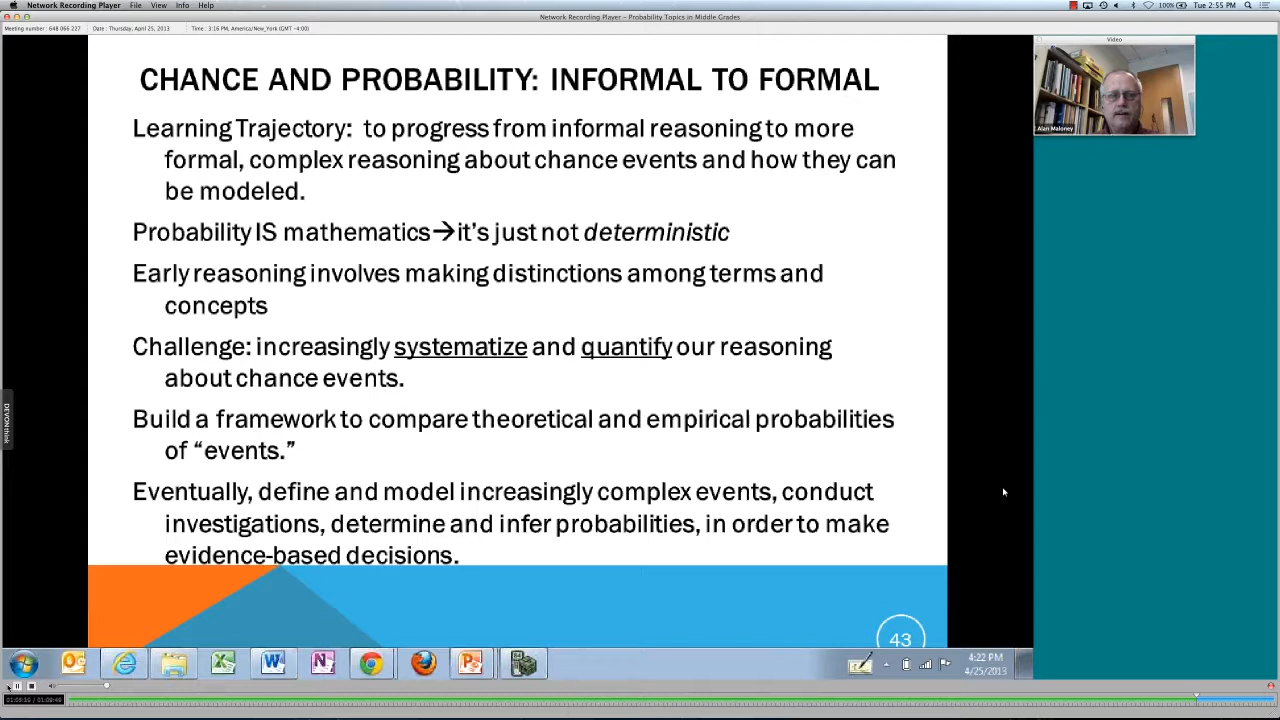 Network Recording Player File View Info Help
100% Tue 2:55 PM
Network Recording Player – Probability Topics in Middle Grades
Meeting number : 648 066 227 Date : Thursday, April 25, 2013 Time : 3:16 PM, America/New_York (GMT -4:00)
Video
Alan Maloney
CHANCE AND PROBABILITY: INFORMAL TO FORMAL
Learning Trajectory: to progress from informal reasoning to more
formal, complex reasoning about chance events and how they can
be modeled.
Probability IS mathematics→it's just not deterministic
Early reasoning involves making distinctions among terms and
concepts
Challenge: increasingly systematize and quantify our reasoning
about chance events.
Build a framework to compare theoretical and empirical probabilities
of “events.”
Eventually, define and model increasingly complex events, conduct
investigations, determine and infer probabilities, in order to make
evidence-based decisions.
43
DEVONthink
4:22 PM
4/25/2013